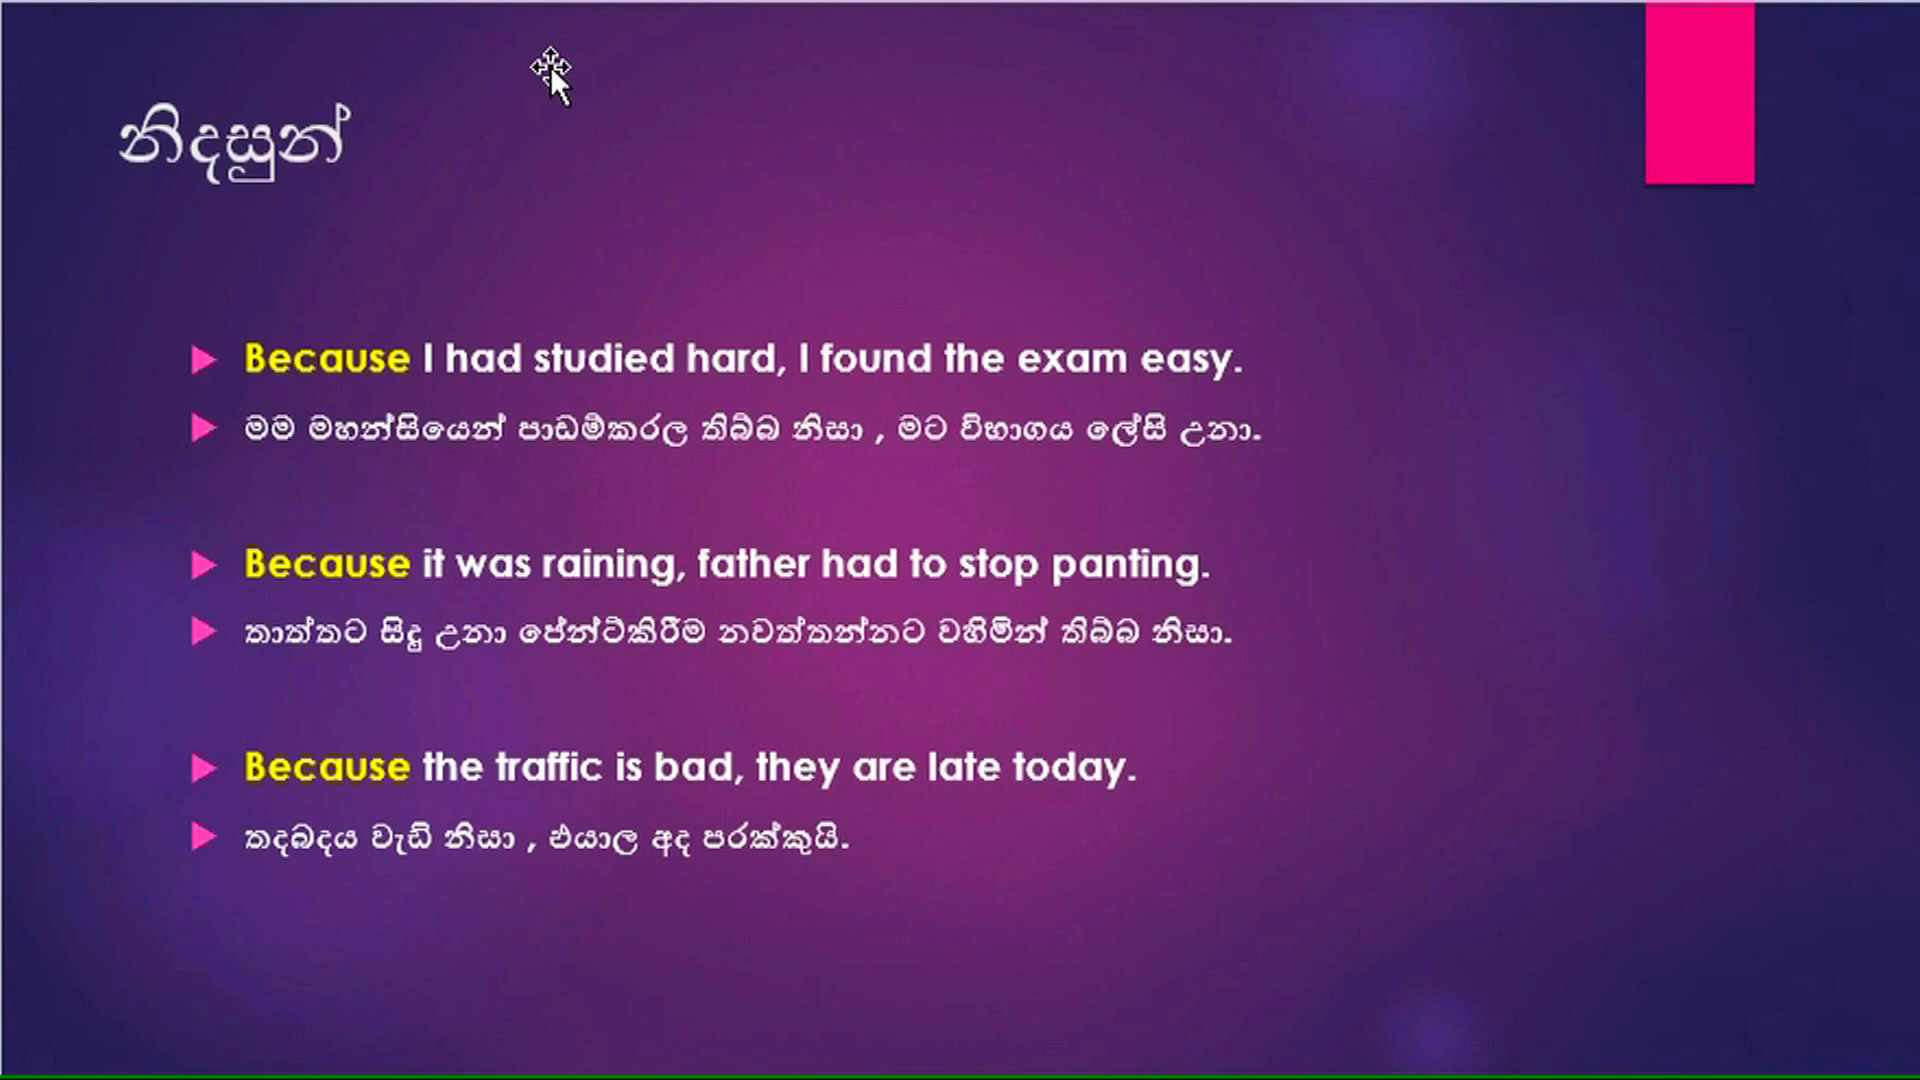 නිදසුන්
Because I had studied hard, I found the exam easy.
මම මහන්සියෙන් පාඩම්කරල තිබ්බ නිසා , මට විභාගය ලේසි උනා.
Because it was raining, father had to stop panting.
තාත්තට සිදු උනා පේන්ට්කිරීම නවත්තන්නට වහිමින් තිබ්බ නිසා.
Because the traffic is bad, they are late today.
තදබදය වැඩි නිසා , එයාල අද පරක්කුයි.